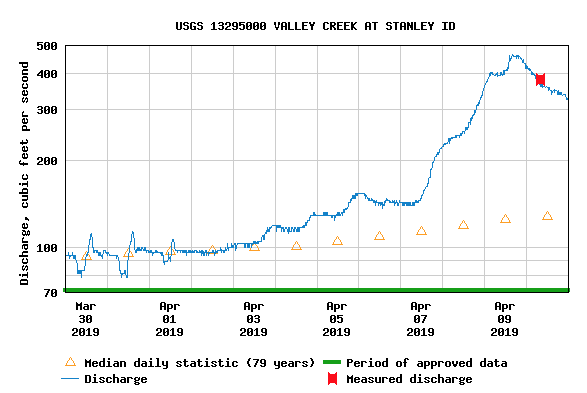 USGS 13295000 VALLEY CREEK AT STANLEY ID
Discharge, cubic feet per second
500
400
300
200
100
70
Mar 30 2019
Apr 01 2019
Apr 03 2019
Apr 05 2019
Apr 07 2019
Apr 09 2019
Median daily statistic (79 years)
Period of approved data
Discharge
Measured discharge